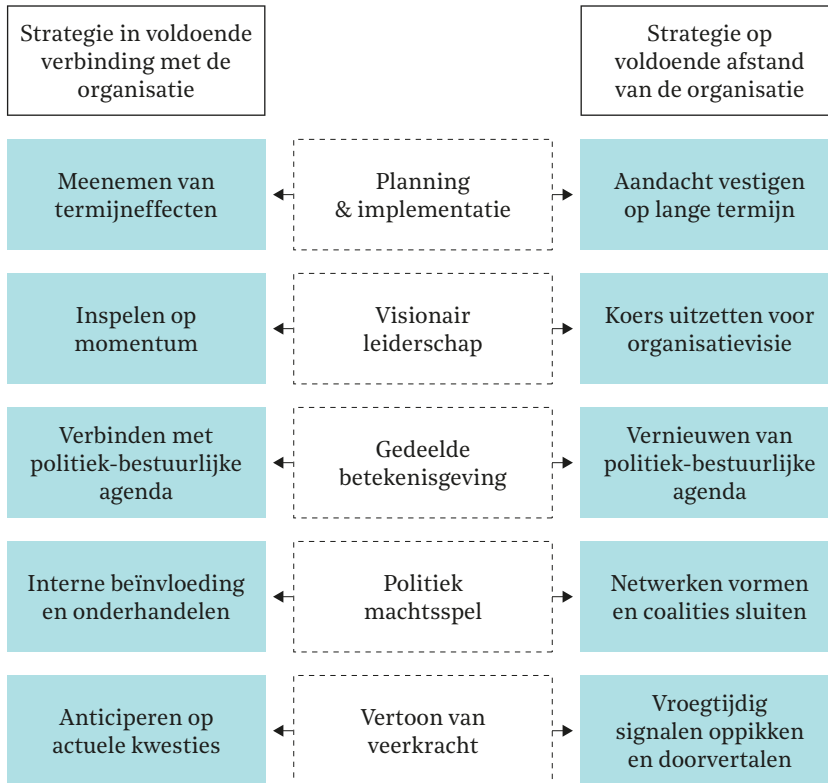 Strategie in voldoende
verbinding met de
organisatie
Strategie op
voldoende afstand
van de organisatie
Meenemen van
termijneffecten
Planning
& implementatie
Aandacht vestigen
op lange termijn
Inspelen op
momentum
Visionair
leiderschap
Koers uitzetten voor
organisatievisie
Verbinden met
politiek-bestuurlijke
agenda
Gedeelde
betekenisgeving
Vernieuwen van
politiek-bestuurlijke
agenda
Interne beïnvloeding
en onderhandelen
Politiek
machtsspel
Netwerken vormen
en coalities sluiten
Anticiperen op
actuele kwesties
Vertoon van
veerkracht
Vroegtijdig
signalen oppikken
en doorvertalen